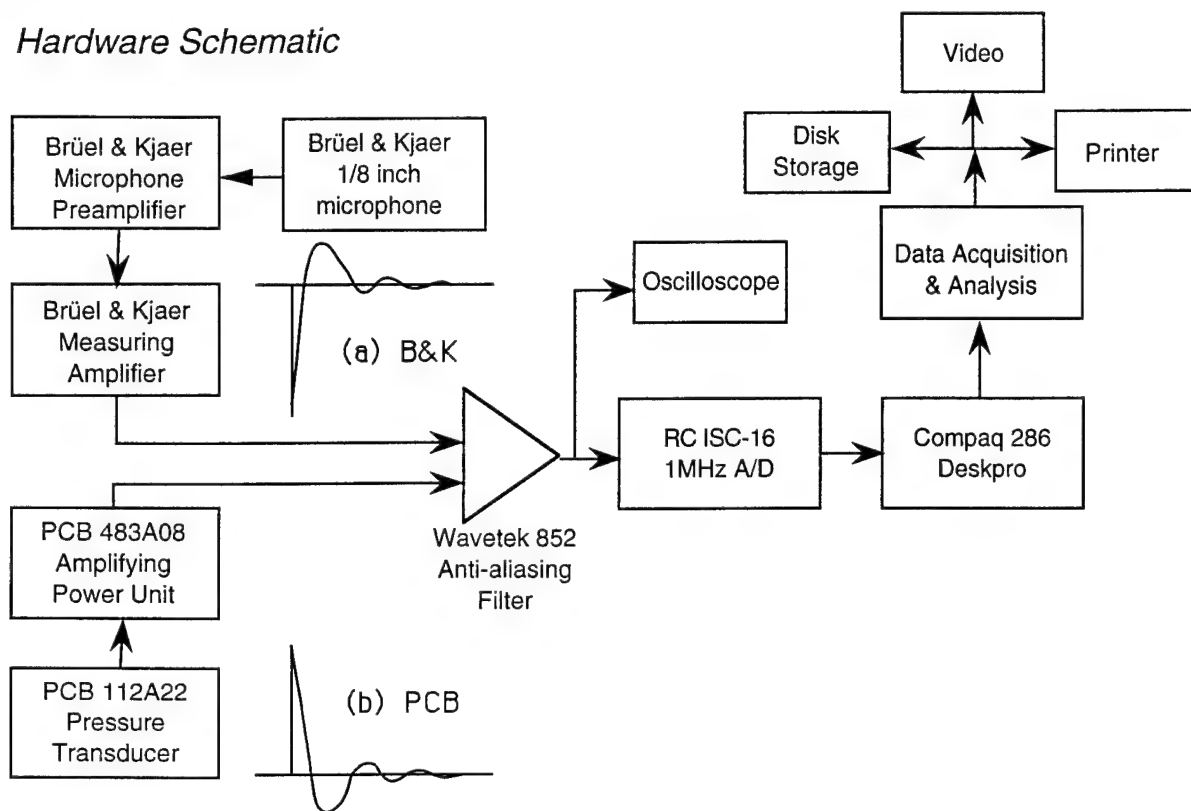 Hardware Schematic
Brüel & Kjaer
Microphone
Preamplifier
Brüel & Kjaer
1/8 inch
microphone
Brüel & Kjaer
Measuring
Amplifier
(a) B&K
PCB 483A08
Amplifying
Power Unit
PCB 112A22
Pressure
Transducer
(b) PCB
Wavetek 852
Anti-aliasing
Filter
Oscilloscope
RC ISC-16
1MHz A/D
Compaq 286
Deskpro
Data Acquisition
& Analysis
Disk
Storage
Video
Printer